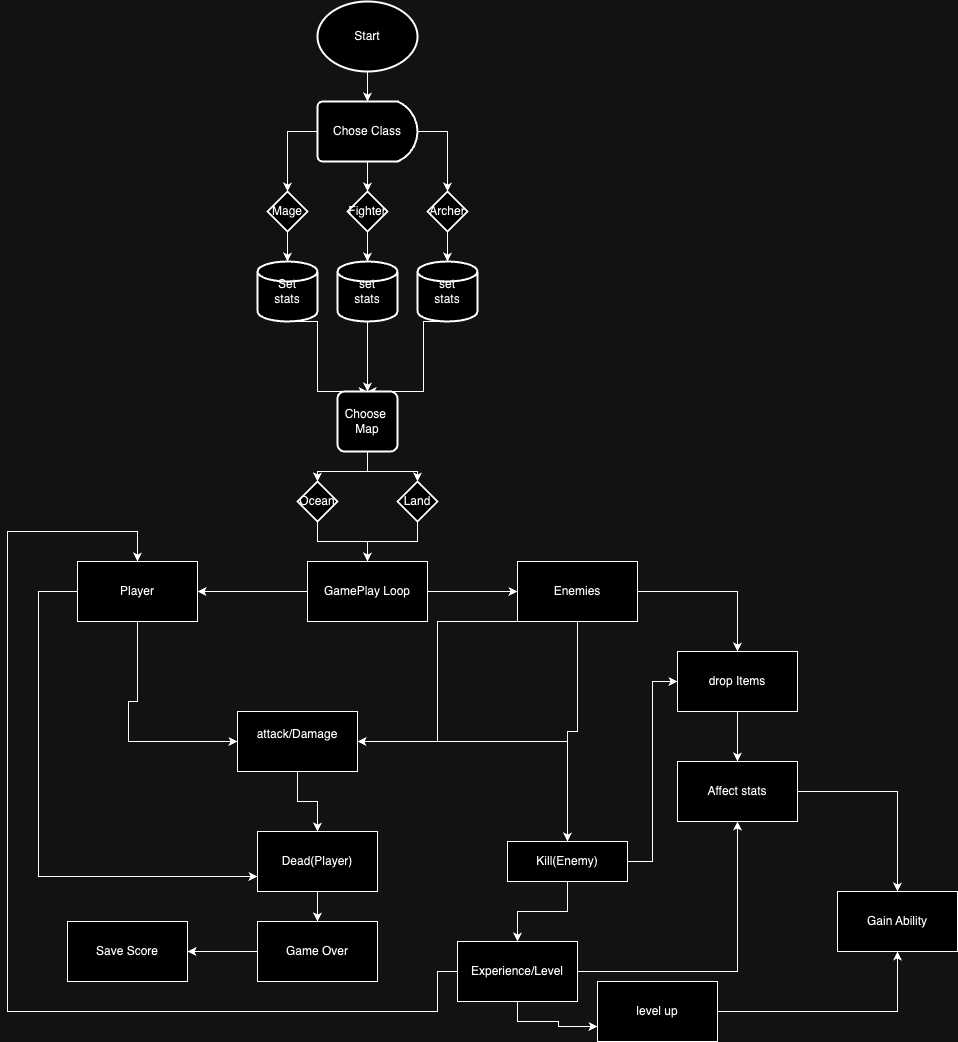 Start
Chose Class
Mage
Fighter
Archer
Set
stats
set
stats
set
stats
Choose
Map
Ocean
Land
Player
GamePlay Loop
Enemies
drop Items
attack/Damage
Affect stats
Dead(Player)
Kill(Enemy)
Gain Ability
Save Score
Game Over
Experience/Level
level up